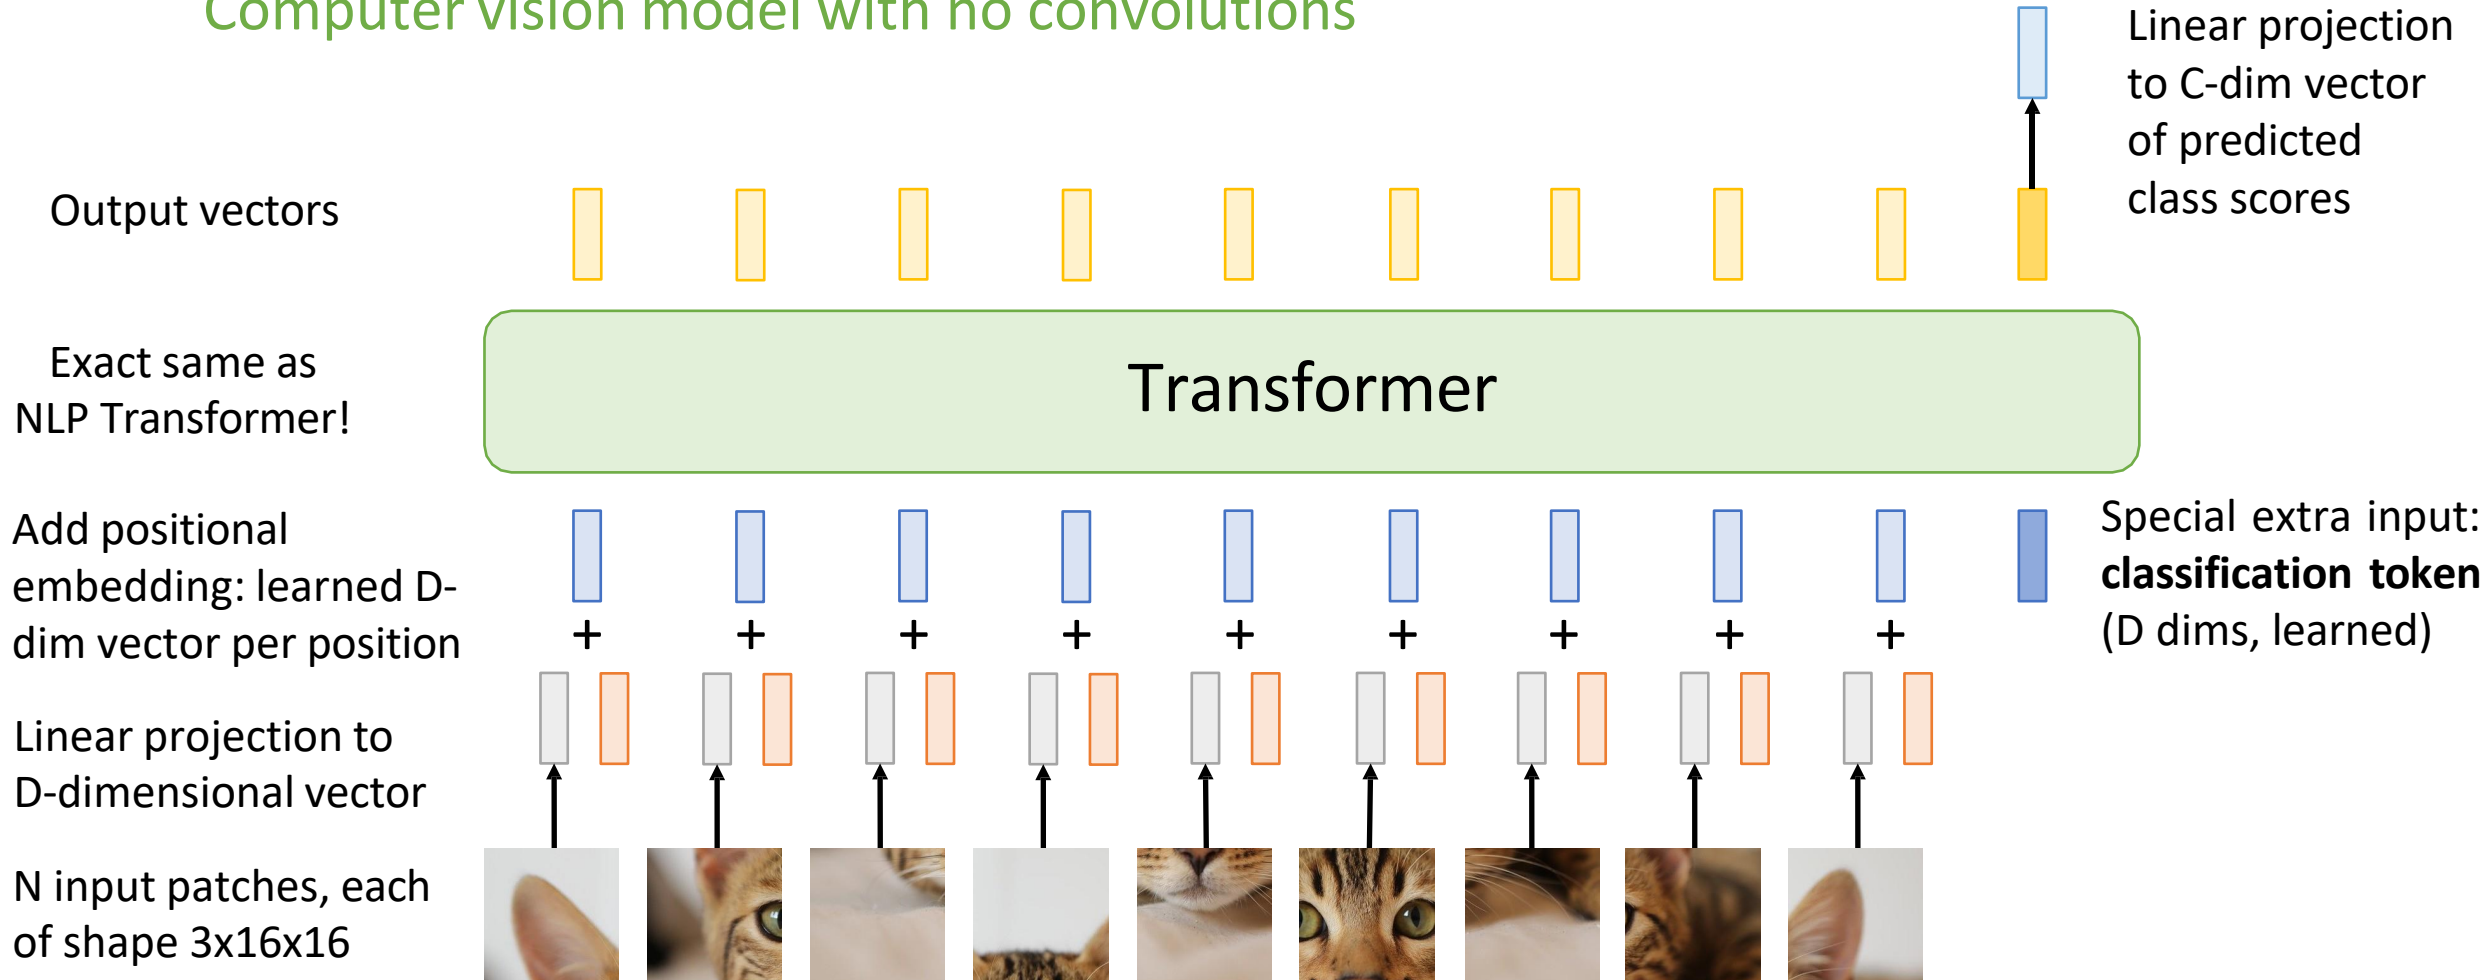 Computer vision model with no convolutions
Linear projection
to C-dim vector
of predicted
class scores
Output vectors
Exact same as
NLP Transformer!
Transformer
Add positional
embedding: learned D-
dim vector per position
Special extra input:
classification token
(D dims, learned)
+ + + + + + + + +
Linear projection to
D-dimensional vector
N input patches, each
of shape 3x16x16